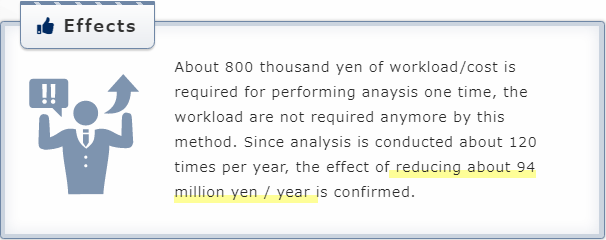 Effects
!!
About 800 thousand yen of workload/cost is
required for performing anaysis one time, the
workload are not required anymore by this
method. Since analysis is conducted about 120
times per year, the effect of reducing about 94
million yen / year is confirmed.